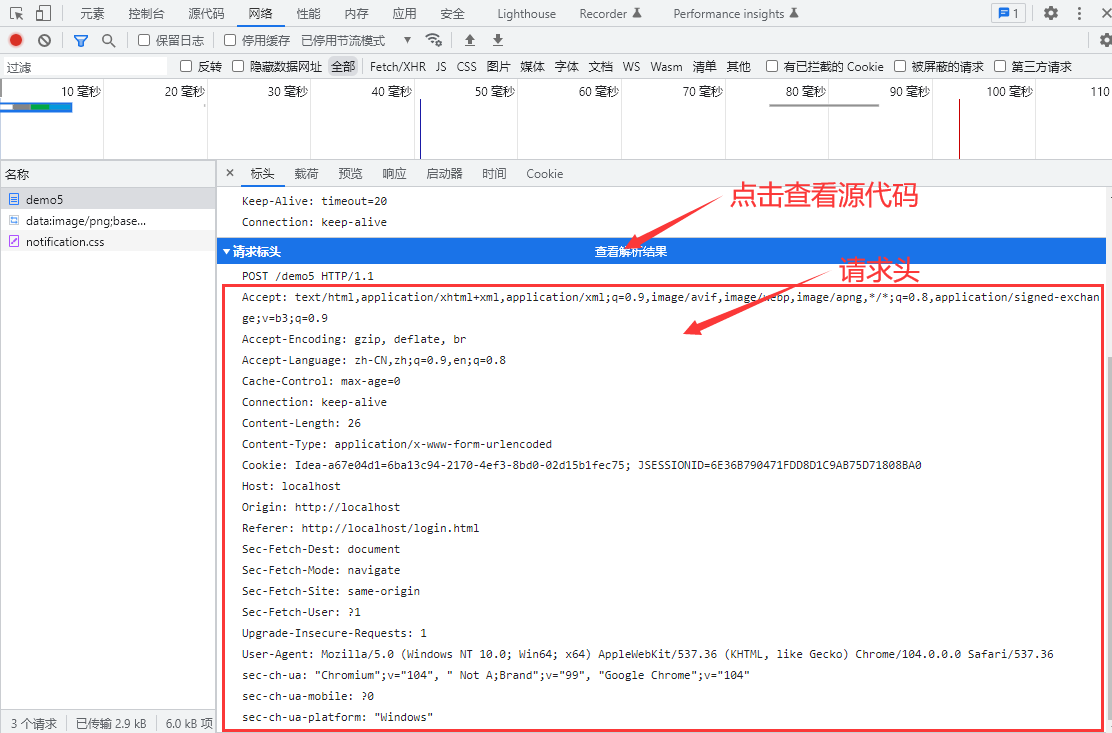 元素 控制台 源代码 网络 性能 内存 应用 安全 Lighthouse Recorder Performance insights 1
保留日志 停用缓存 已停用节流模式
过滤 反转 隐藏数据网址 全部 Fetch/XHR JS CSS 图片 媒体 字体 文档 WS Wasm 清单 其他 有已拦截的 Cookie 被屏蔽的请求 第三方请求
10 毫秒 20 毫秒 30 毫秒 40 毫秒 50 毫秒 60 毫秒 70 毫秒 80 毫秒 90 毫秒 100 毫秒 110
名称
demo5
data:image/png;base...
notification.css
× 标头 载荷 预览 响应 启动器 时间 Cookie
Keep-Alive: timeout=20
点击查看源代码
Connection: keep-alive
请求标头 查看解析结果
请求头
POST /demo5 HTTP/1.1
Accept: text/html,application/xhtml+xml,application/xml;q=0.9,image/avif,image/webp,image/apng,*/*;q=0.8,application/signed-exchan
ge;v=b3;q=0.9
Accept-Encoding: gzip, deflate, br
Accept-Language: zh-CN,zh;q=0.9,en;q=0.8
Cache-Control: max-age=0
Connection: keep-alive
Content-Length: 26
Content-Type: application/x-www-form-urlencoded
Cookie: Idea-a67e04d1=6ba13c94-2170-4ef3-8bd0-02d15b1fec75; JSESSIONID=6E36B790471FDD8D1C9AB75D71808BA0
Host: localhost
Origin: http://localhost
Referer: http://localhost/login.html
Sec-Fetch-Dest: document
Sec-Fetch-Mode: navigate
Sec-Fetch-Site: same-origin
Sec-Fetch-User: ?1
Upgrade-Insecure-Requests: 1
User-Agent: Mozilla/5.0 (Windows NT 10.0; Win64; x64) AppleWebKit/537.36 (KHTML, like Gecko) Chrome/104.0.0.0 Safari/537.36
sec-ch-ua: "Chromium";v="104", " Not A;Brand";v="99", "Google Chrome";v="104"
sec-ch-ua-mobile: ?0
sec-ch-ua-platform: "Windows"
3 个请求 已传输 2.9 kB 6.0 kB 项